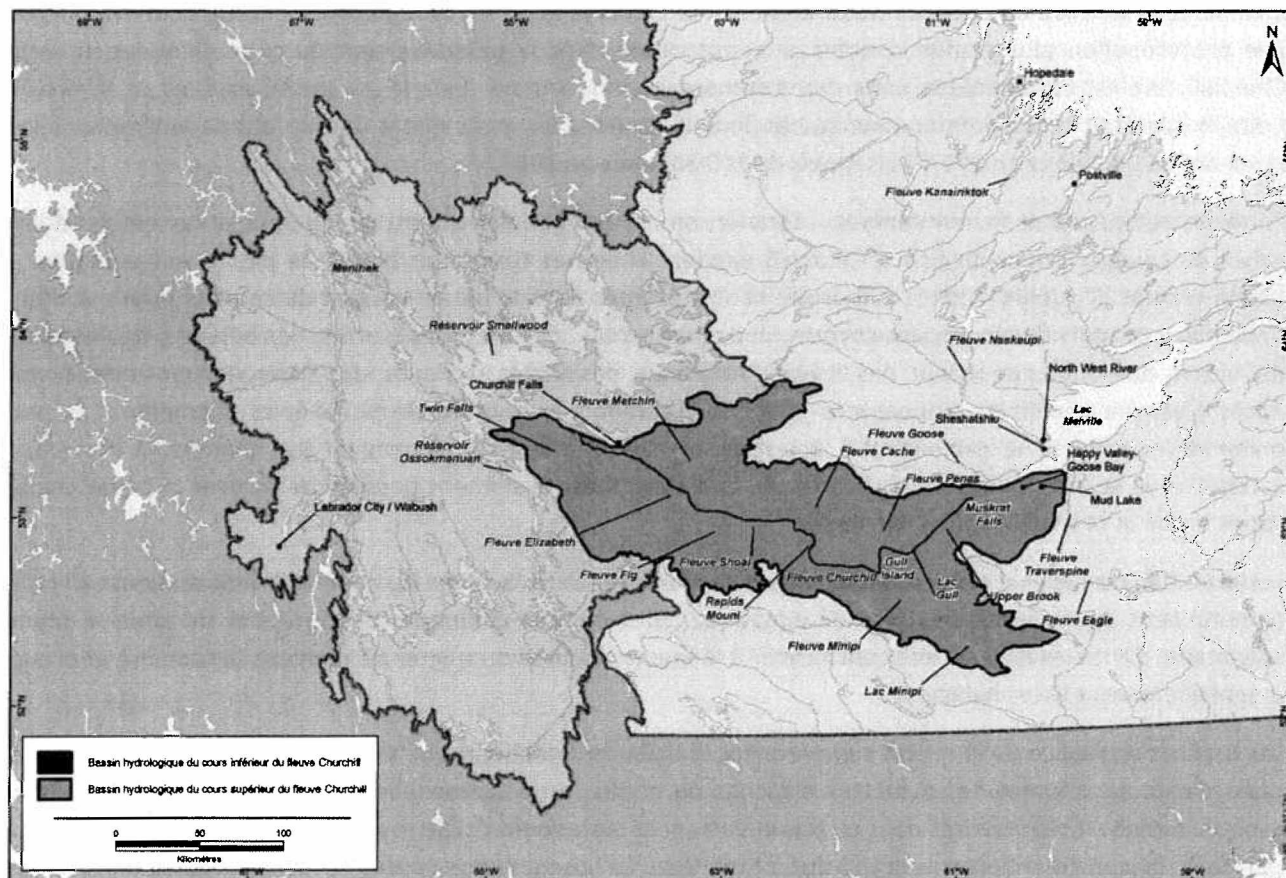 N
Hopedale
Fleuve Kanairiktok
Postville
Menihek
Réservoir Smallwood
Churchill Falls
Fleuve Metchin
Twin Falls
Réservoir
Ossokmanuan
Fleuve Naskaupi
North West River
Sheshatshiu
Lac
Melville
Fleuve Goose
Fleuve Cache
Happy Valley-
Goose Bay
Fleuve Penas
Mud Lake
Muskrat
Falls
Labrador City / Wabush
Fleuve Elizabeth
Fleuve Fig
Fleuve Shoal
Fleuve Churchill
Gull
Island
Lac
Gull
Fleuve
Traverspine
Upper Brook
Rapids
Mouni
Fleuve Eagle
Fleuve Minipi
Lac Minipi
Bassin hydrologique du cours inférieur du fleuve Churchill
Bassin hydrologique du cours supérieur du fleuve Churchill
0 50 100
Kilomètres